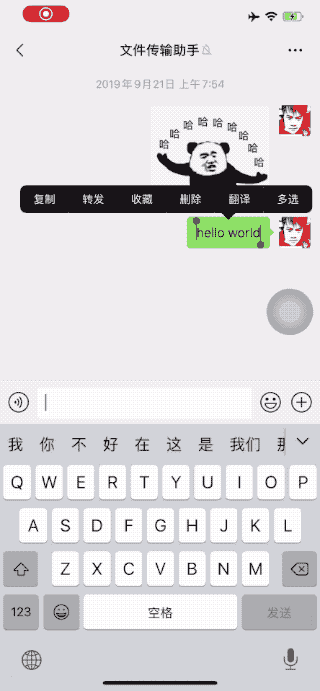 文件传输助手
2019年9月21日 上午7:54
哈哈哈哈哈哈哈哈哈
复制 转发 收藏 删除 翻译 多选
hello world
我 你 不 好 在 这 是 我们
Q W E R T Y U I O P
A S D F G H J K L
Z X C V B N M
123 空格 发送